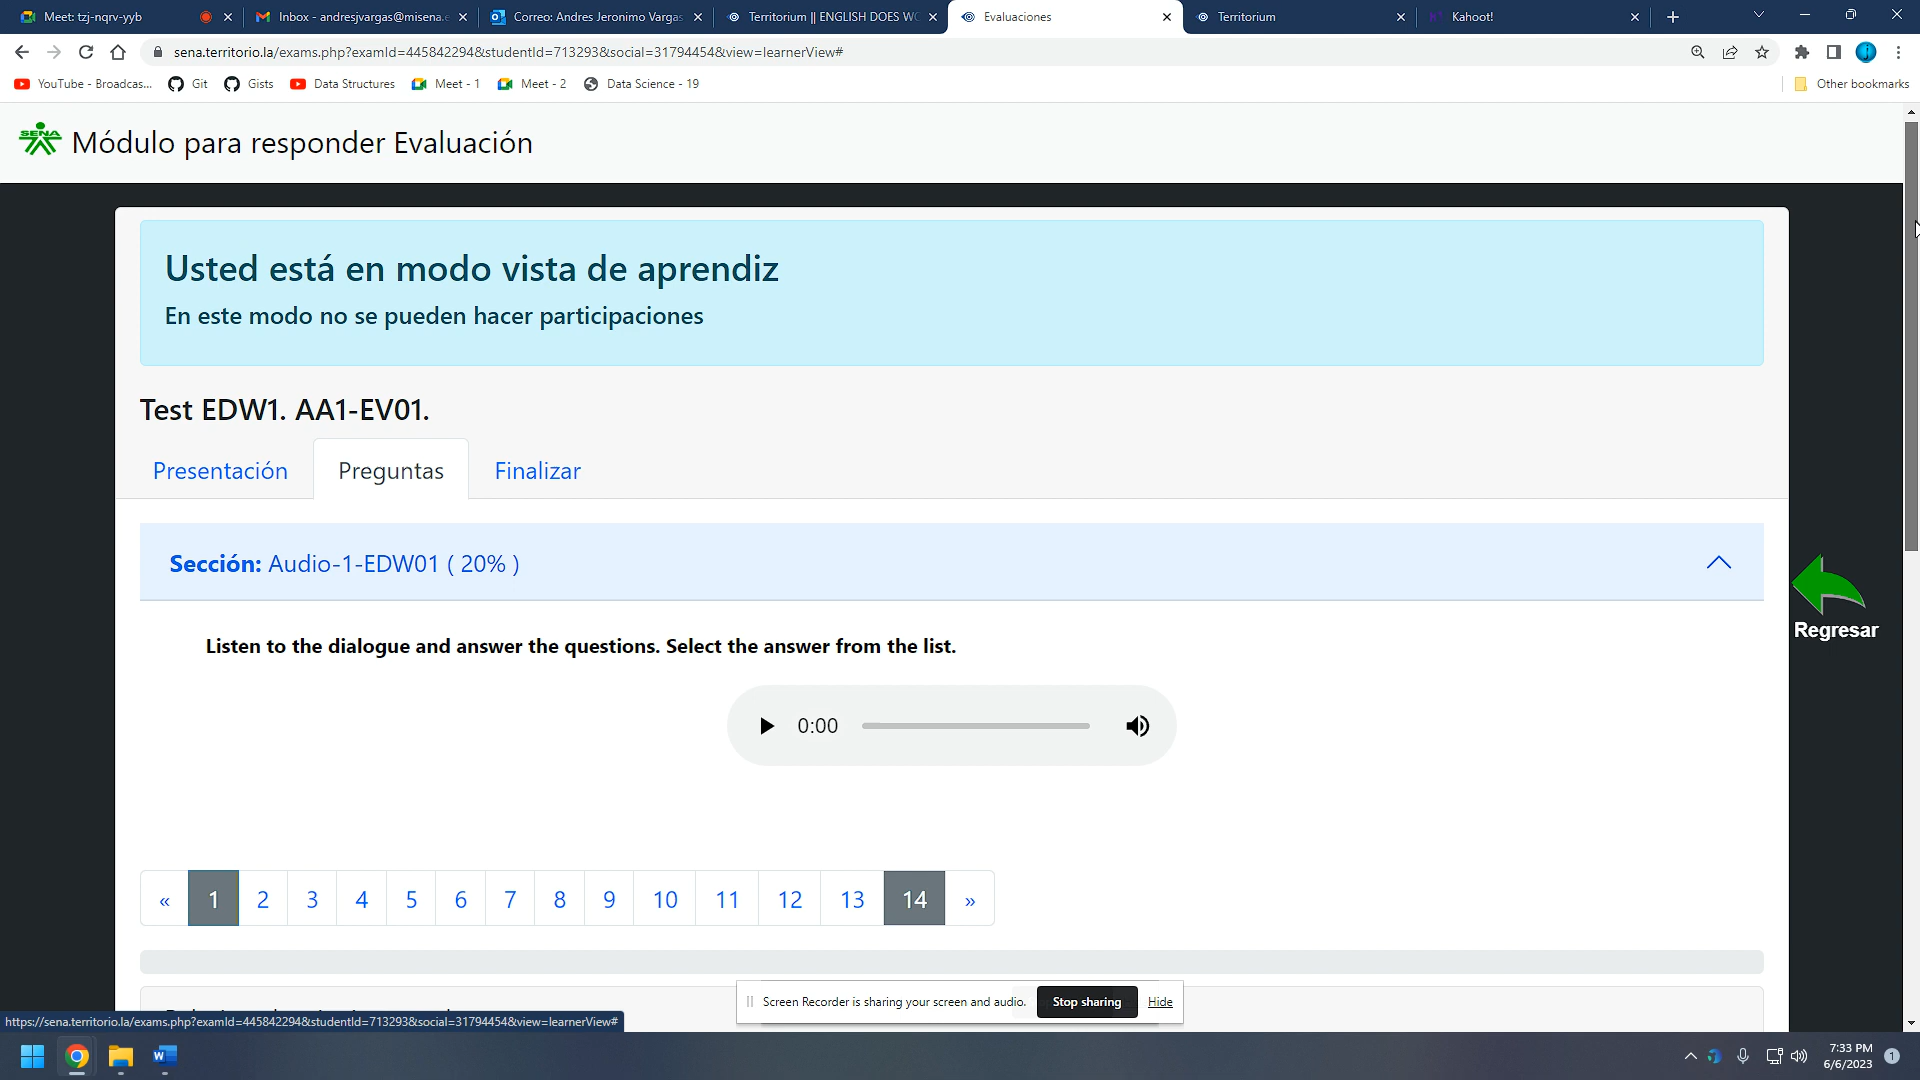 Meet: tzj-nqrv-yyb
Inbox - andresjvargas@misena.e
Correo: Andres Jeronimo Vargas
Territorium || ENGLISH DOES WO
Evaluaciones
Territorium
Kahoot!
sena.territorio.la/exams.php?examId=445842294&studentId=713293&social=31794454&view=learnerView#
YouTube - Broadcas...
Git
Gists
Data Structures
Meet - 1
Meet - 2
Data Science - 19
Other bookmarks
SENA
Módulo para responder Evaluación
Usted está en modo vista de aprendiz
En este modo no se pueden hacer participaciones
Test EDW1. AA1-EV01.
Presentación
Preguntas
Finalizar
Sección: Audio-1-EDW01 ( 20% )
Regresar
Listen to the dialogue and answer the questions. Select the answer from the list.
0:00
« 1 2 3 4 5 6 7 8 9 10 11 12 13 14 »
Screen Recorder is sharing your screen and audio.
Stop sharing
Hide
https://sena.territorio.la/exams.php?examId=445842294&studentId=713293&social=31794454&view=learnerView#
7:33 PM
6/6/2023
1